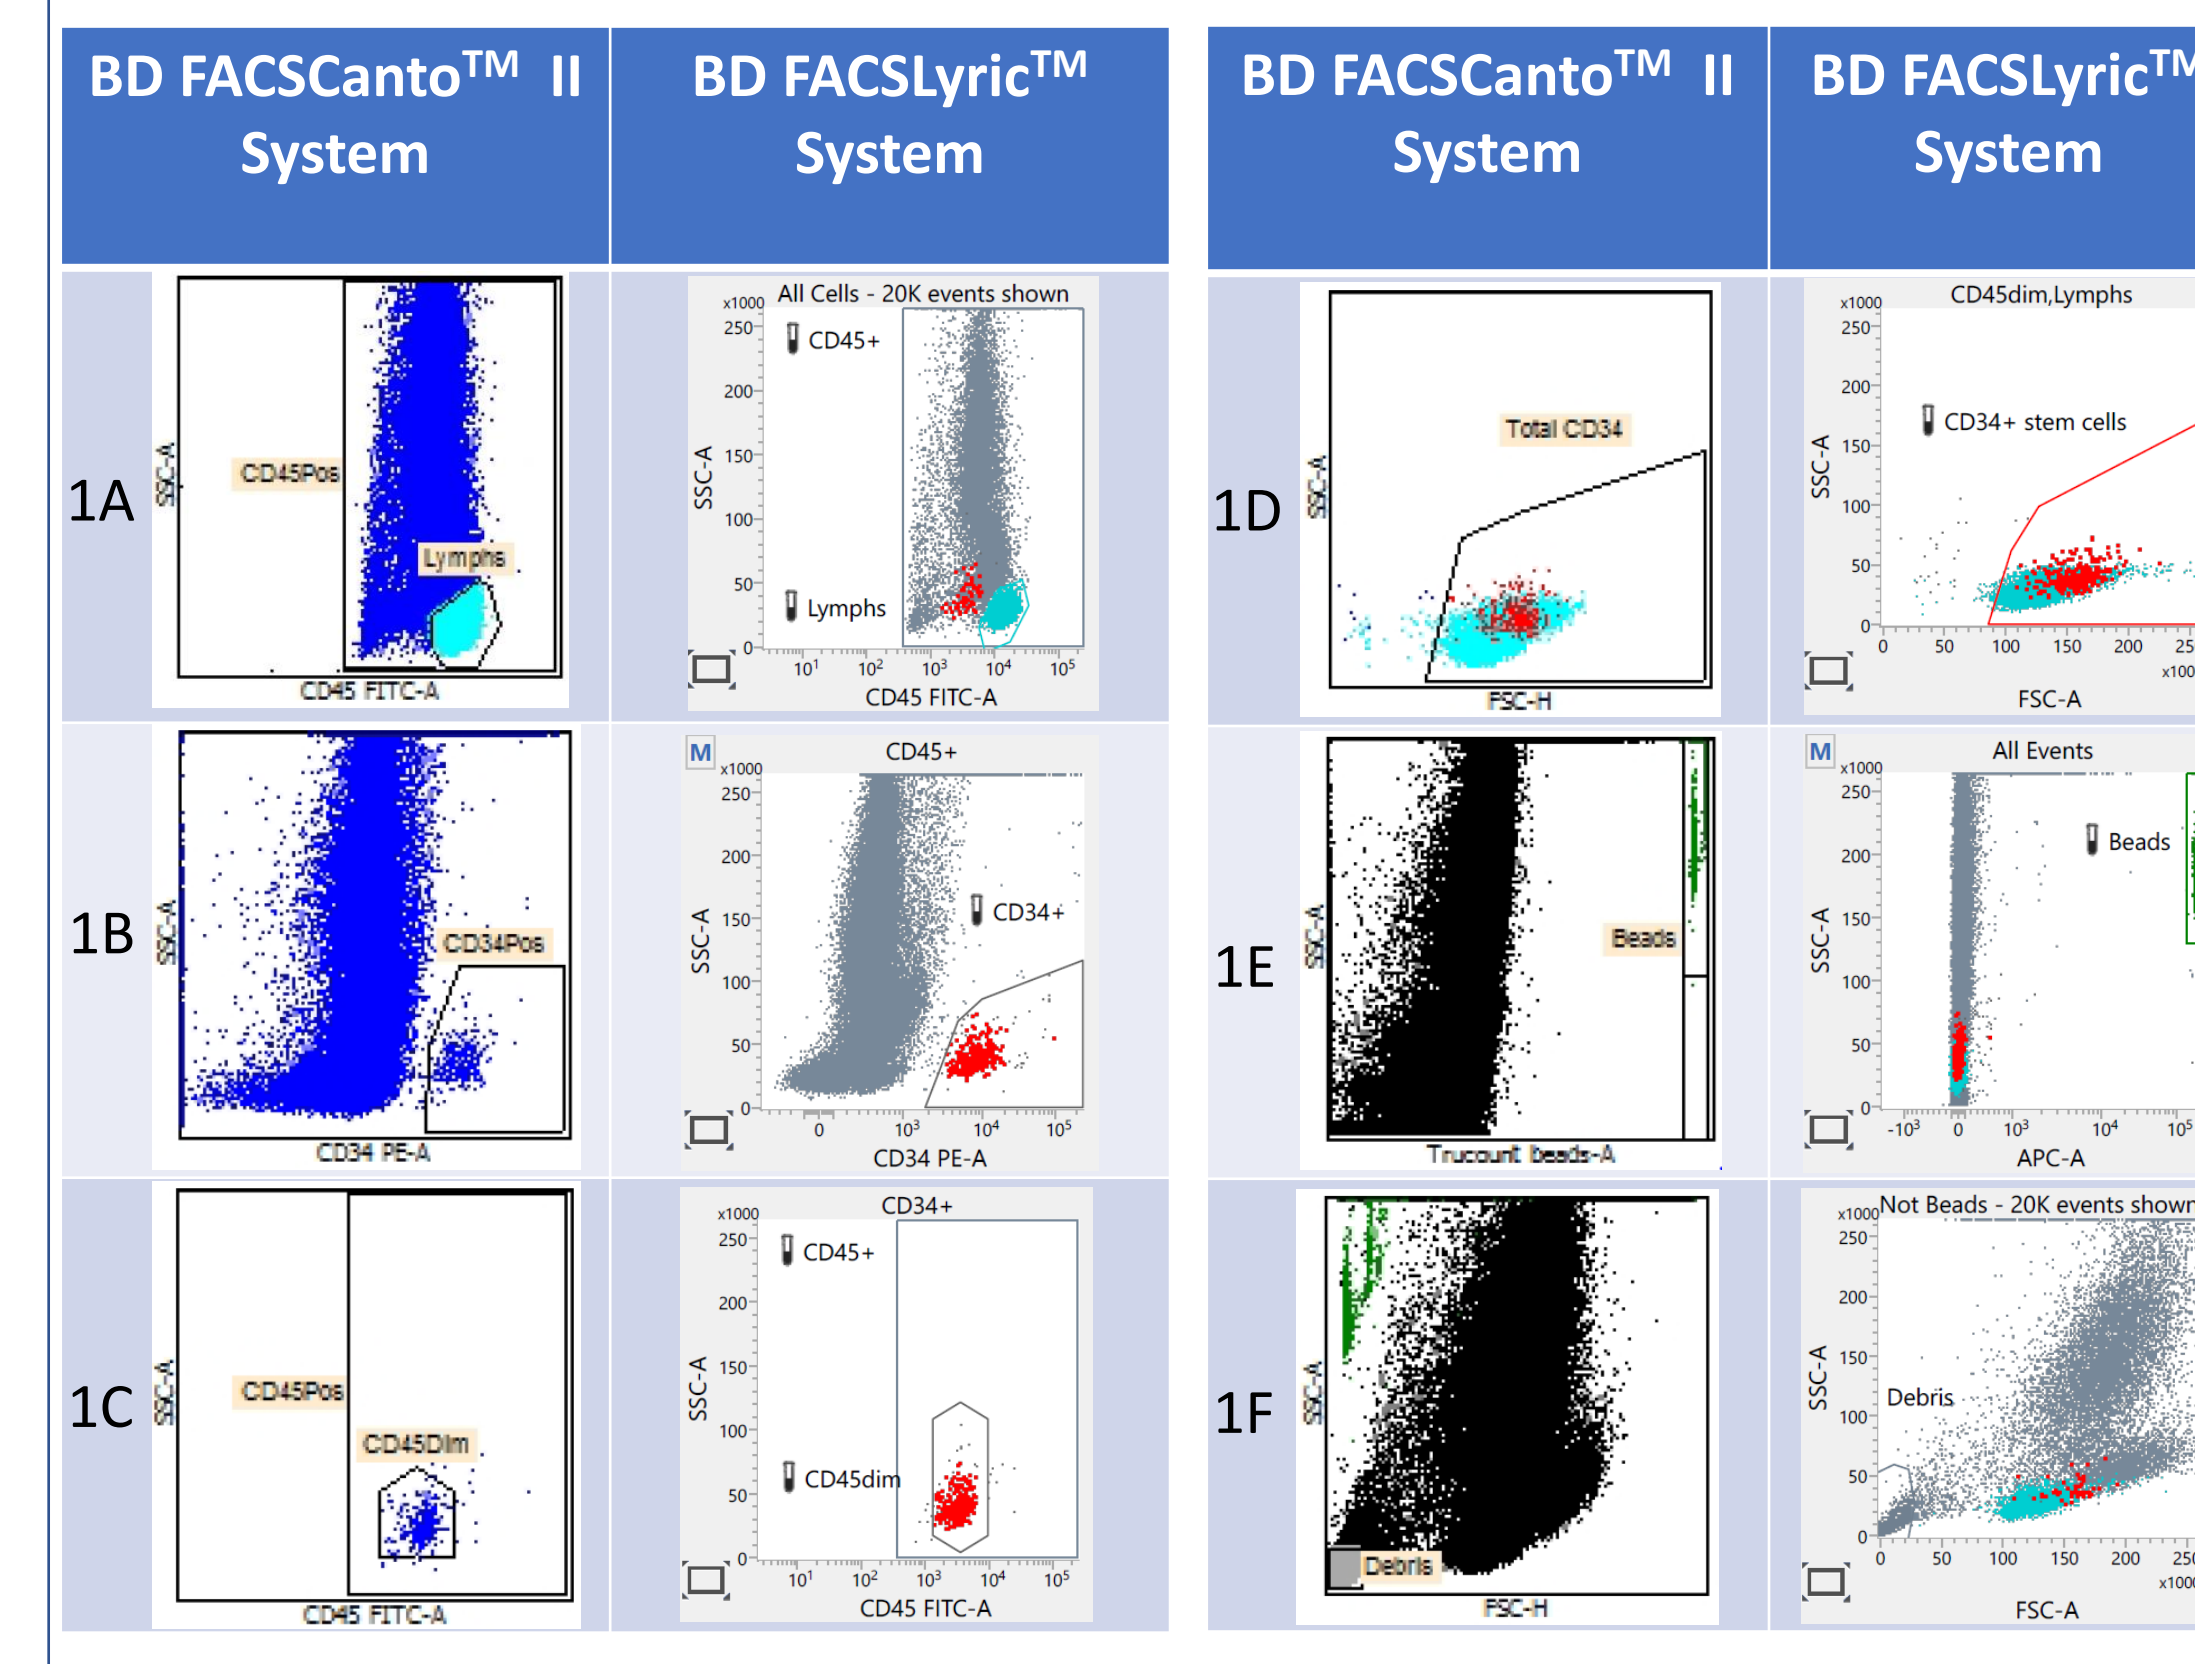 BD FACSCanto™ II
System
BD FACSLyric™
System
1A
CD45Pos
Lymphs
SSC-A
CD45 FITC-A
All Cells - 20K events shown
x1000
CD45+
Lymphs
250
200
150
100
50
0
SSC-A
10¹ 10² 10³ 10⁴ 10⁵
CD45 FITC-A
1B
CD34Pos
SSC-A
CD34 PE-A
M
CD45+
x1000
CD34+
250
200
150
100
50
0
SSC-A
0 10³ 10⁴ 10⁵
CD34 PE-A
1C
CD45Pos
CD45Dim
SSC-A
CD45 FITC-A
CD34+
x1000
CD45+
CD45dim
250
200
150
100
50
0
SSC-A
10¹ 10² 10³ 10⁴ 10⁵
CD45 FITC-A
BD FACSCanto™ II
System
BD FACSLyric™
System
1D
Total CD34
SSC-A
FSC-H
CD45dim,Lymphs
x1000
CD34+ stem cells
250
200
150
100
50
0
SSC-A
0 50 100 150 200
FSC-A
1E
Beads
SSC-A
Trucount beads-A
M
All Events
x1000
Beads
250
200
150
100
50
0
SSC-A
-10³ 0 10³ 10⁴ 10⁵
APC-A
1F
Debris
SSC-A
FSC-H
Not Beads - 20K events shown
x1000
Debris
250
200
150
100
50
0
SSC-A
0 50 100 150 200
FSC-A